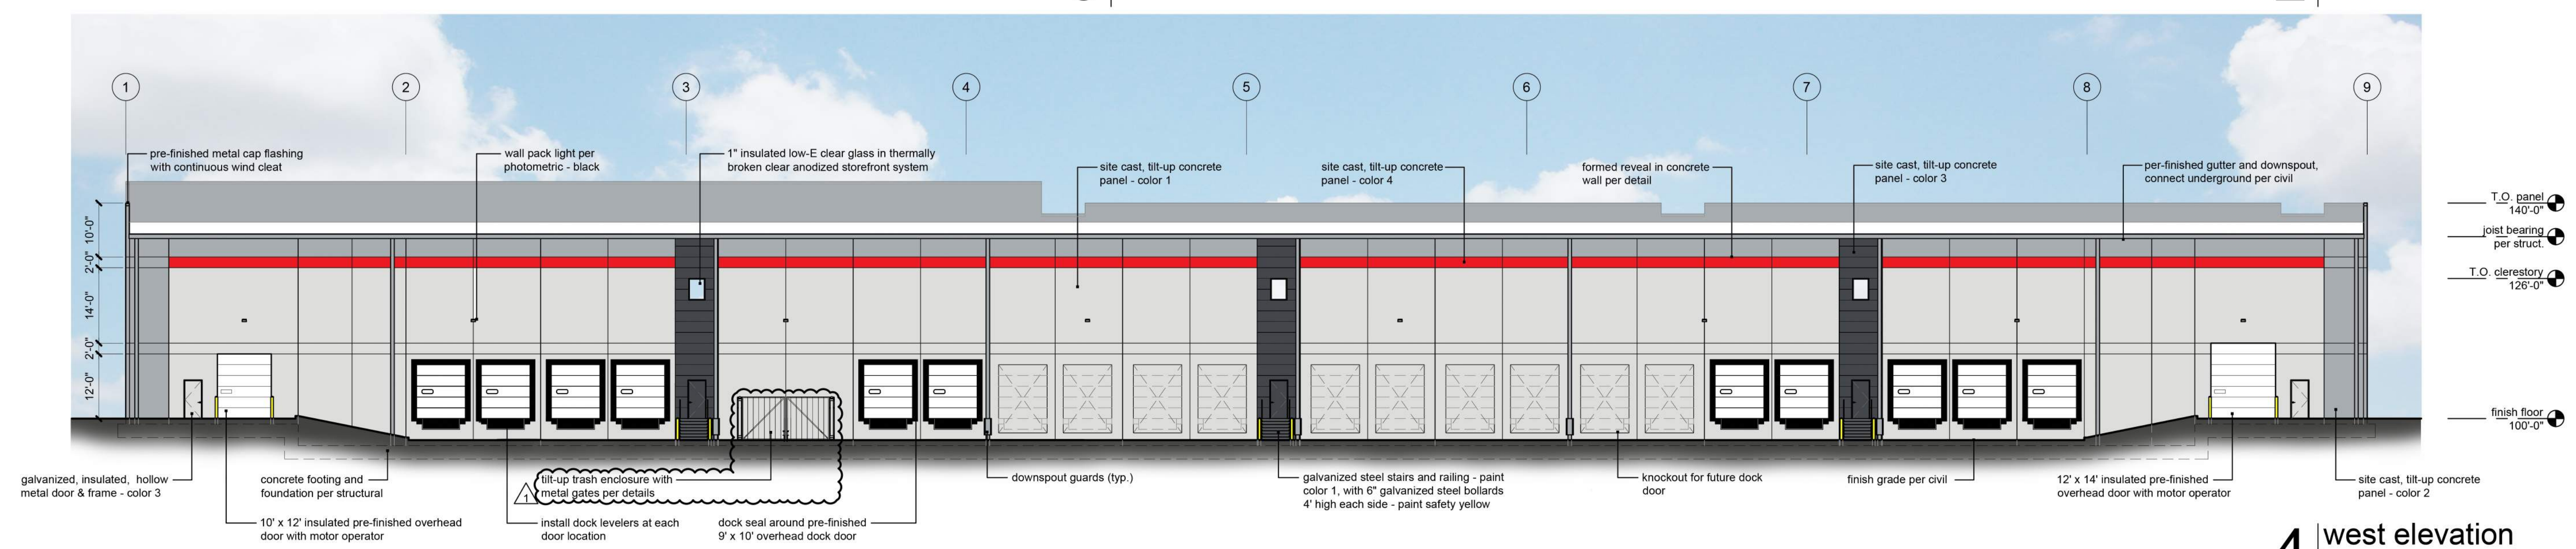 1
2
3
4
5
6
7
8
9
pre-finished metal cap flashing
with continuous wind cleat
wall pack light per
photometric - black
1" insulated low-E clear glass in thermally
broken clear anodized storefront system
site cast, tilt-up concrete
panel - color 1
site cast, tilt-up concrete
panel - color 4
formed reveal in concrete
wall per detail
site cast, tilt-up concrete
panel - color 3
per-finished gutter and downspout,
connect underground per civil
T.O. panel
140'-0"
joist bearing
per struct.
T.O. clerestory
126'-0"
finish floor
100'-0"
10'-0"
2'-0"
14'-0"
2'-0"
12'-0"
galvanized, insulated, hollow
metal door & frame - color 3
concrete footing and
foundation per structural
1
tilt-up trash enclosure with
metal gates per details
downspout guards (typ.)
galvanized steel stairs and railing - paint
color 1, with 6" galvanized steel bollards
4' high each side - paint safety yellow
knockout for future dock
door
finish grade per civil
12' x 14' insulated pre-finished
overhead door with motor operator
site cast, tilt-up concrete
panel - color 2
10' x 12' insulated pre-finished overhead
door with motor operator
install dock levelers at each
door location
dock seal around pre-finished
9' x 10' overhead dock door
4 west elevation